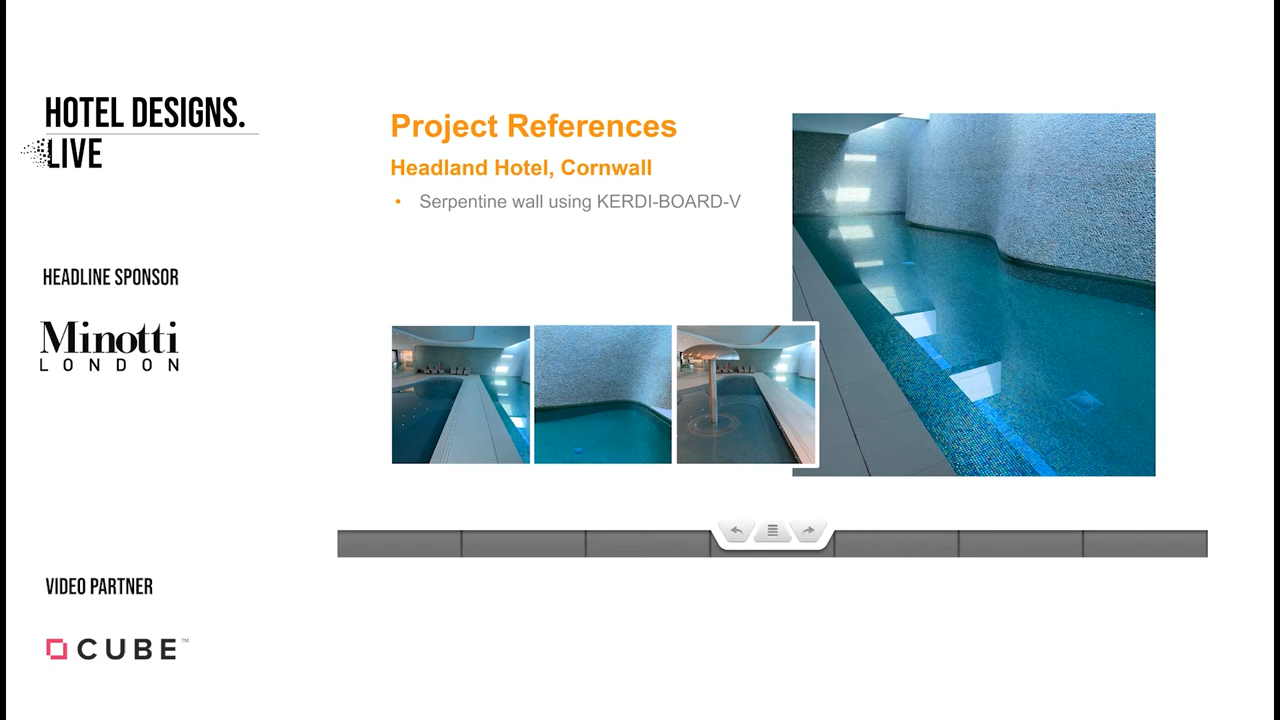 HOTEL DESIGNS.
LIVE
HEADLINE SPONSOR
Minotti
LONDON
VIDEO PARTNER
CUBE™
Project References
Headland Hotel, Cornwall
• Serpentine wall using KERDI-BOARD-V